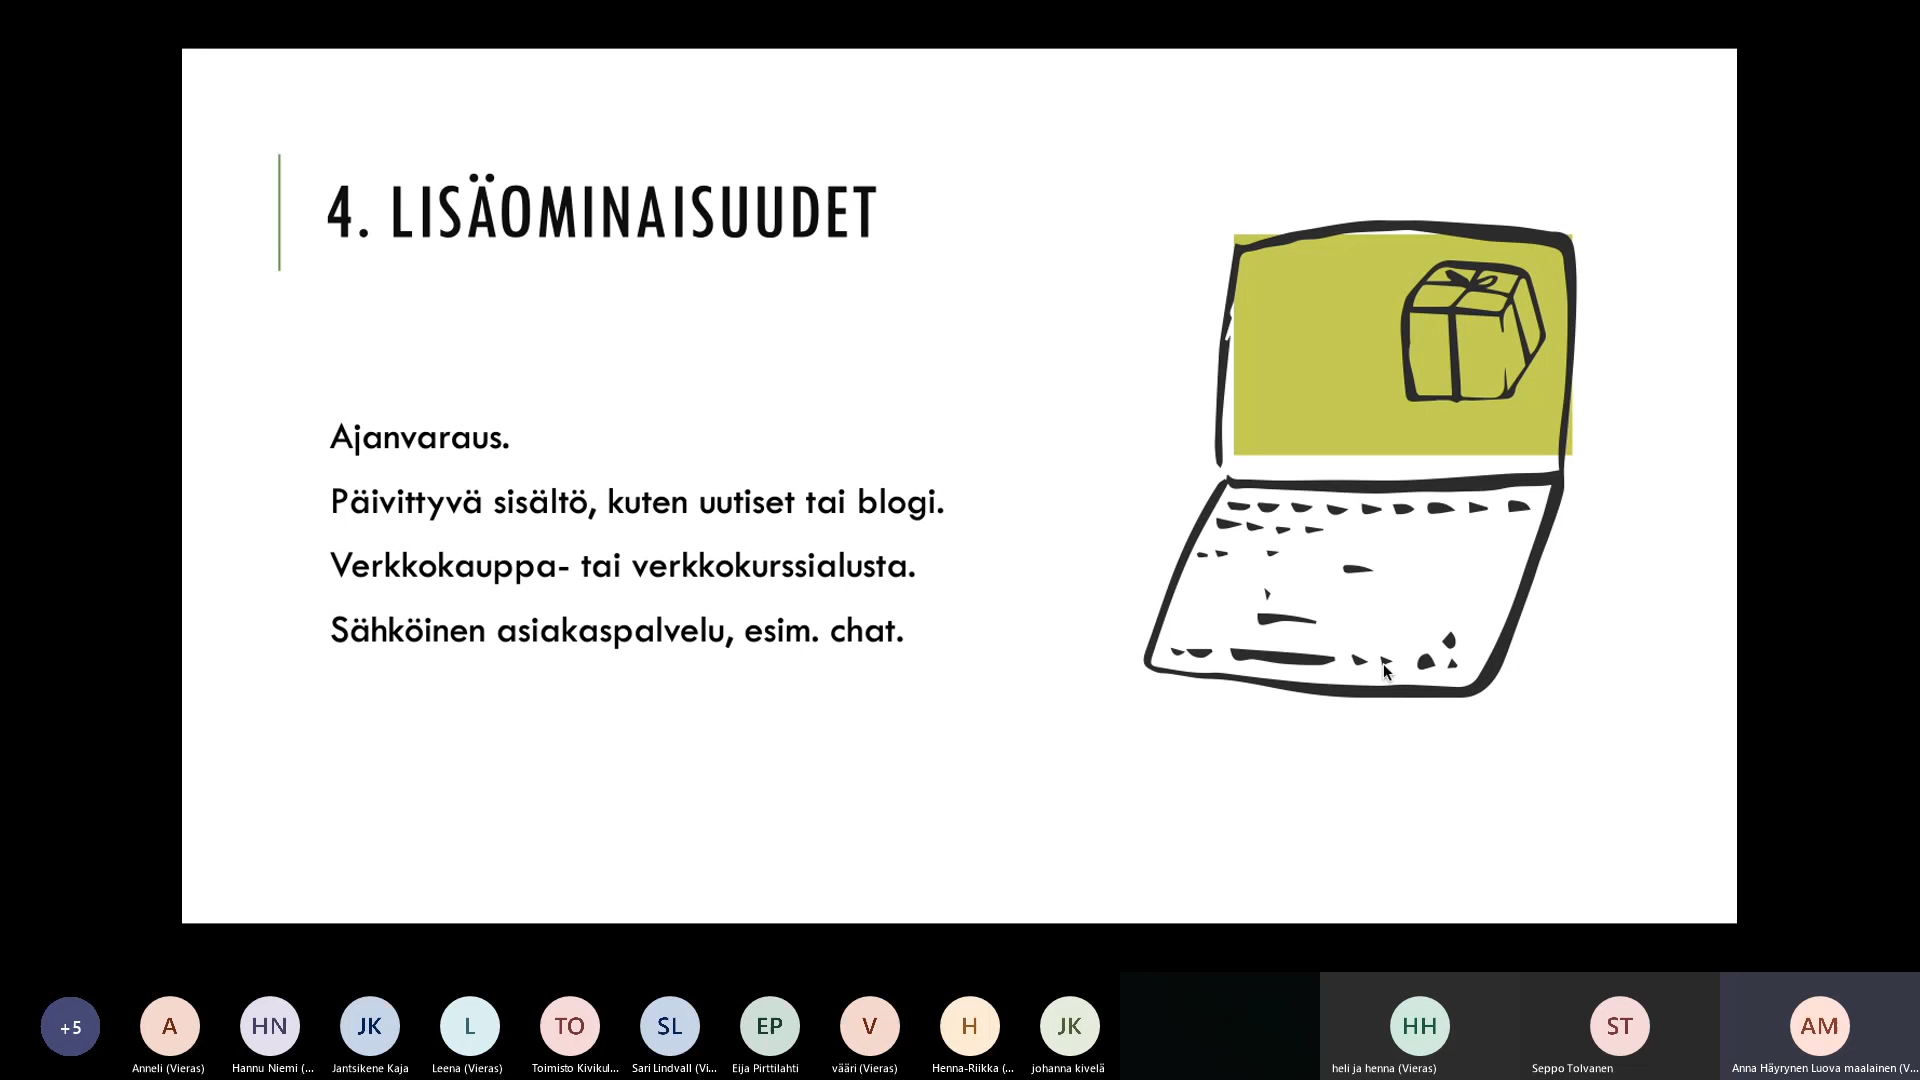 4. LISÄOMINAISUUDET
Ajanvaraus.
Päivittyvä sisältö, kuten uutiset tai blogi.
Verkkokauppa- tai verkkokurssialusta.
Sähköinen asiakaspalvelu, esim. chat.
+5
A
HN
JK
L
TO
SL
EP
V
H
JK
HH
ST
AM
Anneli (Vieras)
Hannu Niemi (...
Jantsikene Kaja
Leena (Vieras)
Toimisto Kivikul...
Sari Lindvall (Vi...
Eija Pirttilahti
vääri (Vieras)
Henna-Riikka (...
johanna kivelä
heli ja henna (Vieras)
Seppo Tolvanen
Anna Häyrynen Luova maalainen (V...